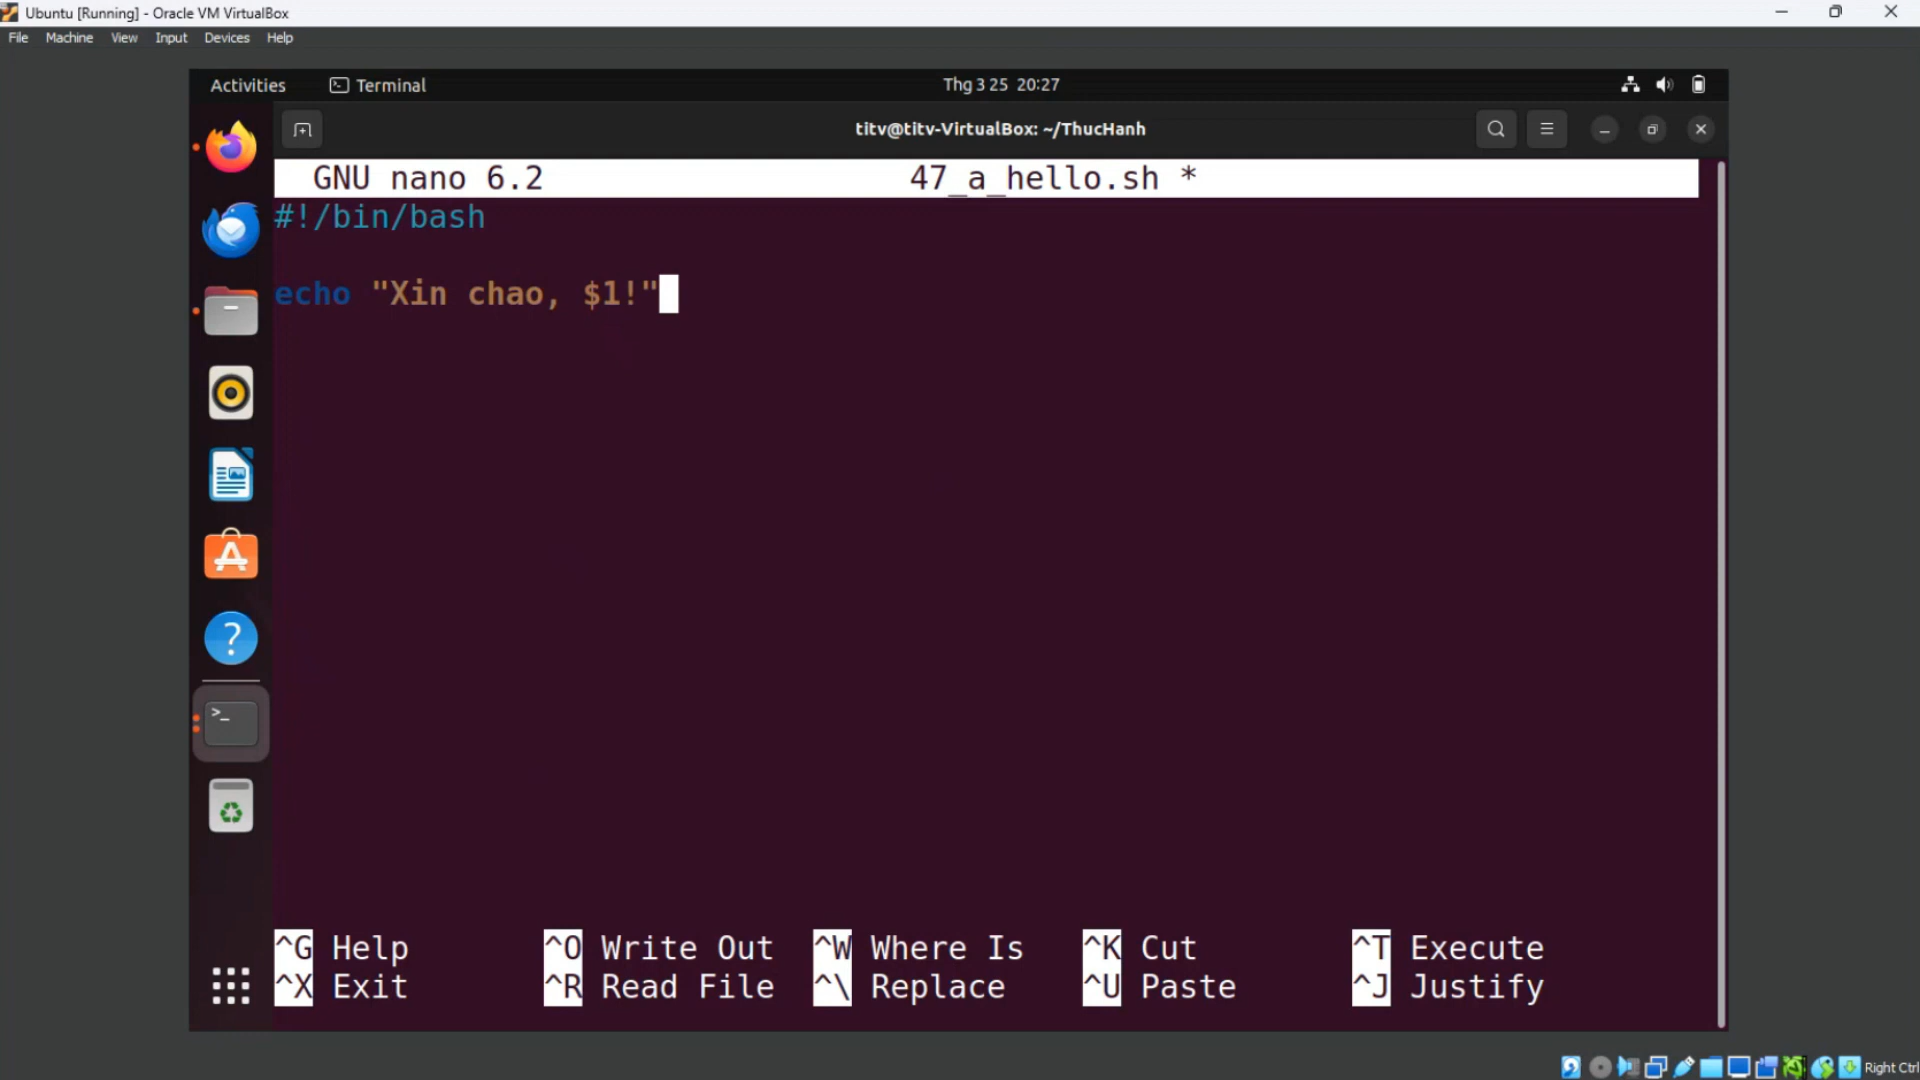 Ubuntu [Running] - Oracle VM VirtualBox
File Machine View Input Devices Help
Activities Terminal Thg 3 25 20:27
titv@titv-VirtualBox: ~/ThucHanh
GNU nano 6.2 47_a_hello.sh *
#!/bin/bash
echo "Xin chao, $1!"
^G Help ^O Write Out ^W Where Is ^K Cut ^T Execute
^X Exit ^R Read File ^\ Replace ^U Paste ^J Justify
Right Ctrl